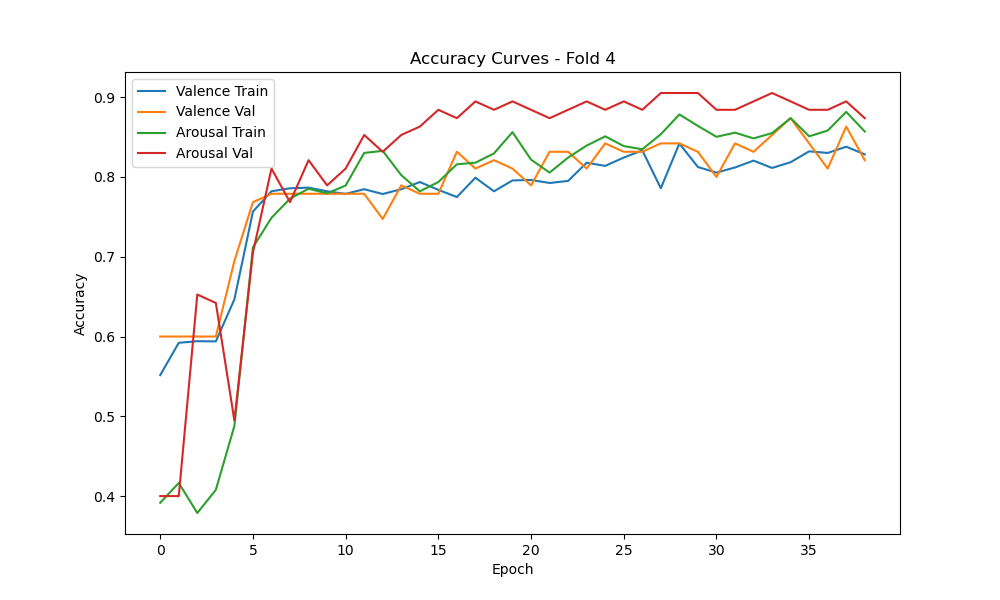 Accuracy Curves - Fold 4
Valence Train
Valence Val
Arousal Train
Arousal Val
0.9
0.8
0.7
0.6
0.5
0.4
Accuracy
0 5 10 15 20 25 30 35
Epoch